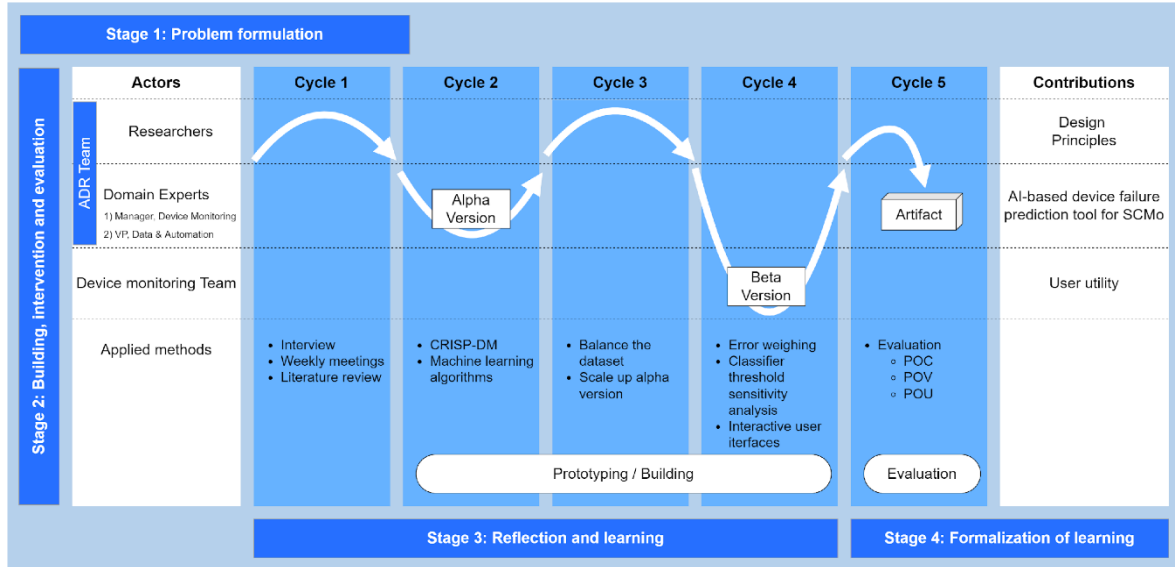 Stage 1: Problem formulation
Stage 2: Building, intervention and evaluation
Actors
Cycle 1
Cycle 2
Cycle 3
Cycle 4
Cycle 5
Contributions
ADR Team
Researchers
Design
Principles
Domain Experts
1) Manager, Device Monitoring
2) VP, Data & Automation
Alpha
Version
Artifact
AI-based device failure
prediction tool for SCMo
Device monitoring Team
Beta
Version
User utility
Applied methods
• Interview
• Weekly meetings
• Literature review
• CRISP-DM
• Machine learning
algorithms
• Balance the
dataset
• Scale up alpha
version
• Error weighing
• Classifier
threshold
sensitivity
analysis
• Interactive user
iterfaces
• Evaluation
○ POC
○ POV
○ POU
Prototyping / Building
Evaluation
Stage 3: Reflection and learning
Stage 4: Formalization of learning